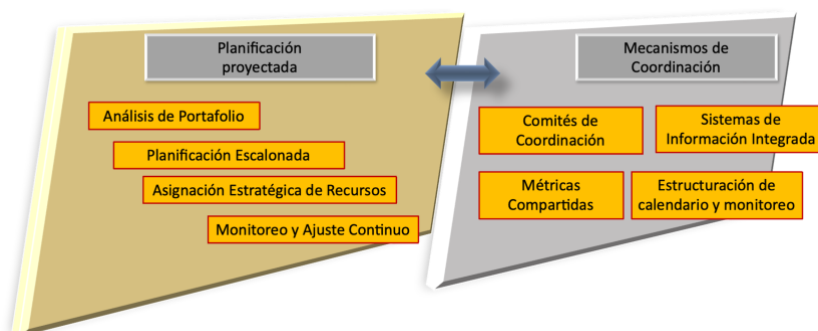 Planificación
proyectada
Análisis de Portafolio
Planificación Escalonada
Asignación Estratégica de Recursos
Monitoreo y Ajuste Continuo
Mecanismos de
Coordinación
Comités de
Coordinación
Sistemas de
Información Integrada
Métricas
Compartidas
Estructuración de
calendario y monitoreo